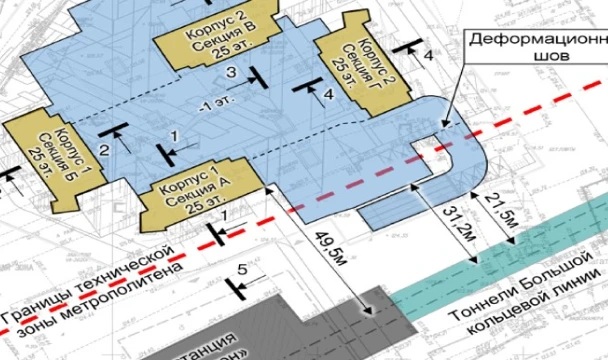 Корпус 2
Секция В
25 эт.
Корпус 2
Секция Г
25 эт.
4
Деформационн
шов
3
4
-1 эт.
Корпус 1
Секция Б
25 эт.
2
1
Корпус 1
Секция А
25 эт.
1
49,5м
31,2м
21,5м
Границы технической
зоны метрополитена
5
Тоннели Большой
кольцевой линии
танция
он»